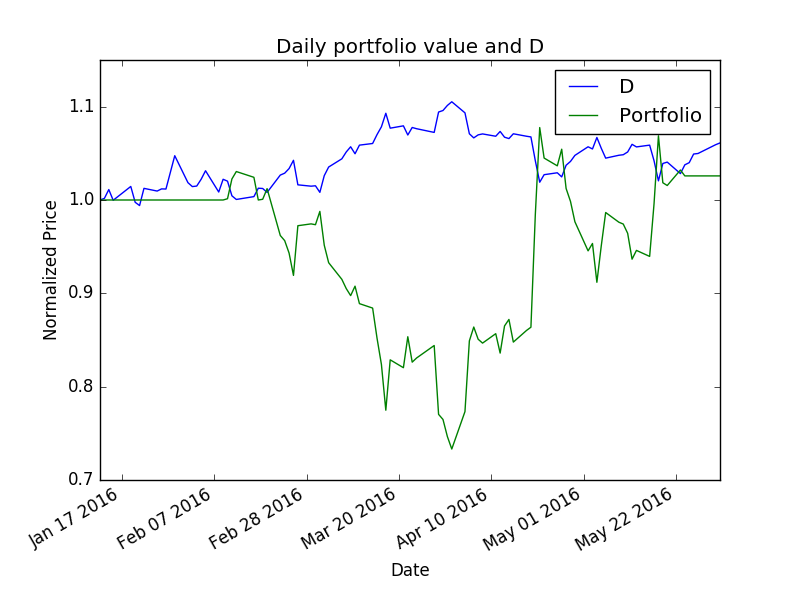 Daily portfolio value and D
D
Portfolio
1.1
1.0
0.9
0.8
0.7
Normalized Price
Jan 17 2016
Feb 07 2016
Feb 28 2016
Mar 20 2016
Apr 10 2016
May 01 2016
May 22 2016
Date